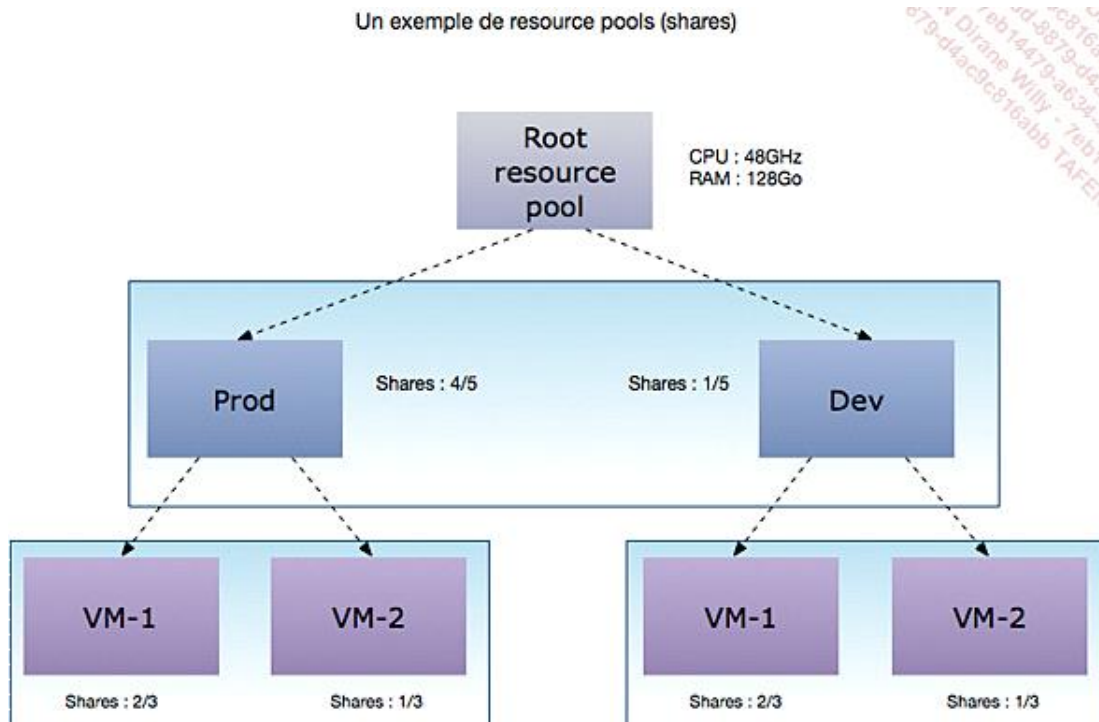 Un exemple de resource pools (shares)
Root
resource
pool
CPU : 48GHz
RAM : 128Go
Prod
Shares : 4/5
Shares : 1/5
Dev
VM-1
VM-2
VM-1
VM-2
Shares : 2/3
Shares : 1/3
Shares : 2/3
Shares : 1/3